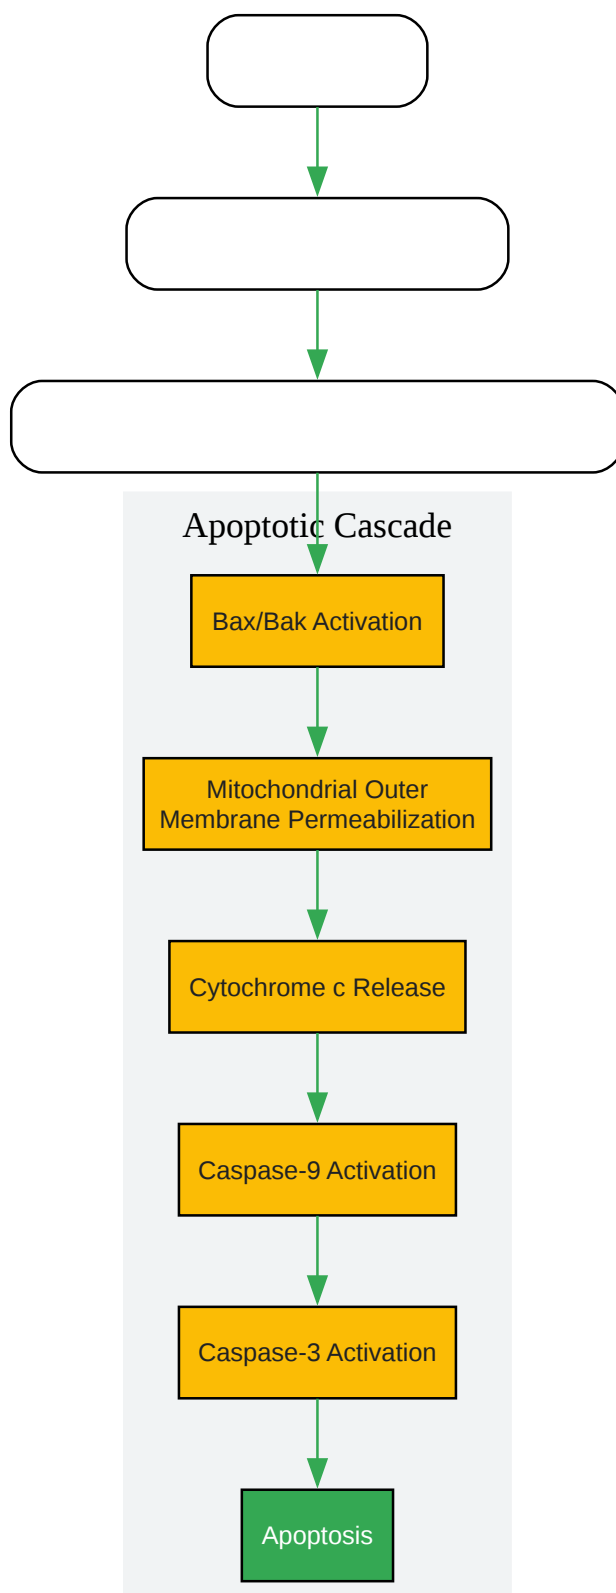 Apoptotic Cascade
Bax/Bak Activation
Mitochondrial Outer
Membrane Permeabilization
Cytochrome c Release
Caspase-9 Activation
Caspase-3 Activation
Apoptosis